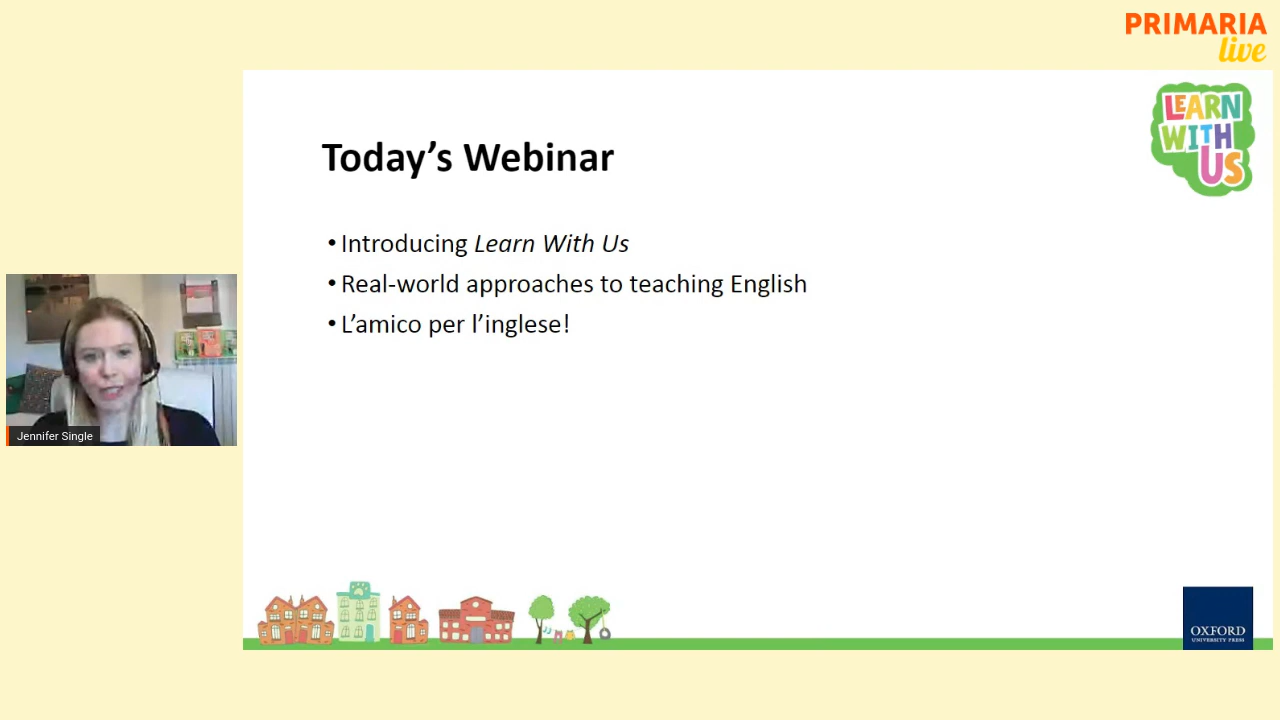 PRIMARIA
live
LEARN
WITH
US
Today’s Webinar
• Introducing Learn With Us
• Real-world approaches to teaching English
• L’amico per l’inglese!
Jennifer Single
OXFORD
UNIVERSITY PRESS